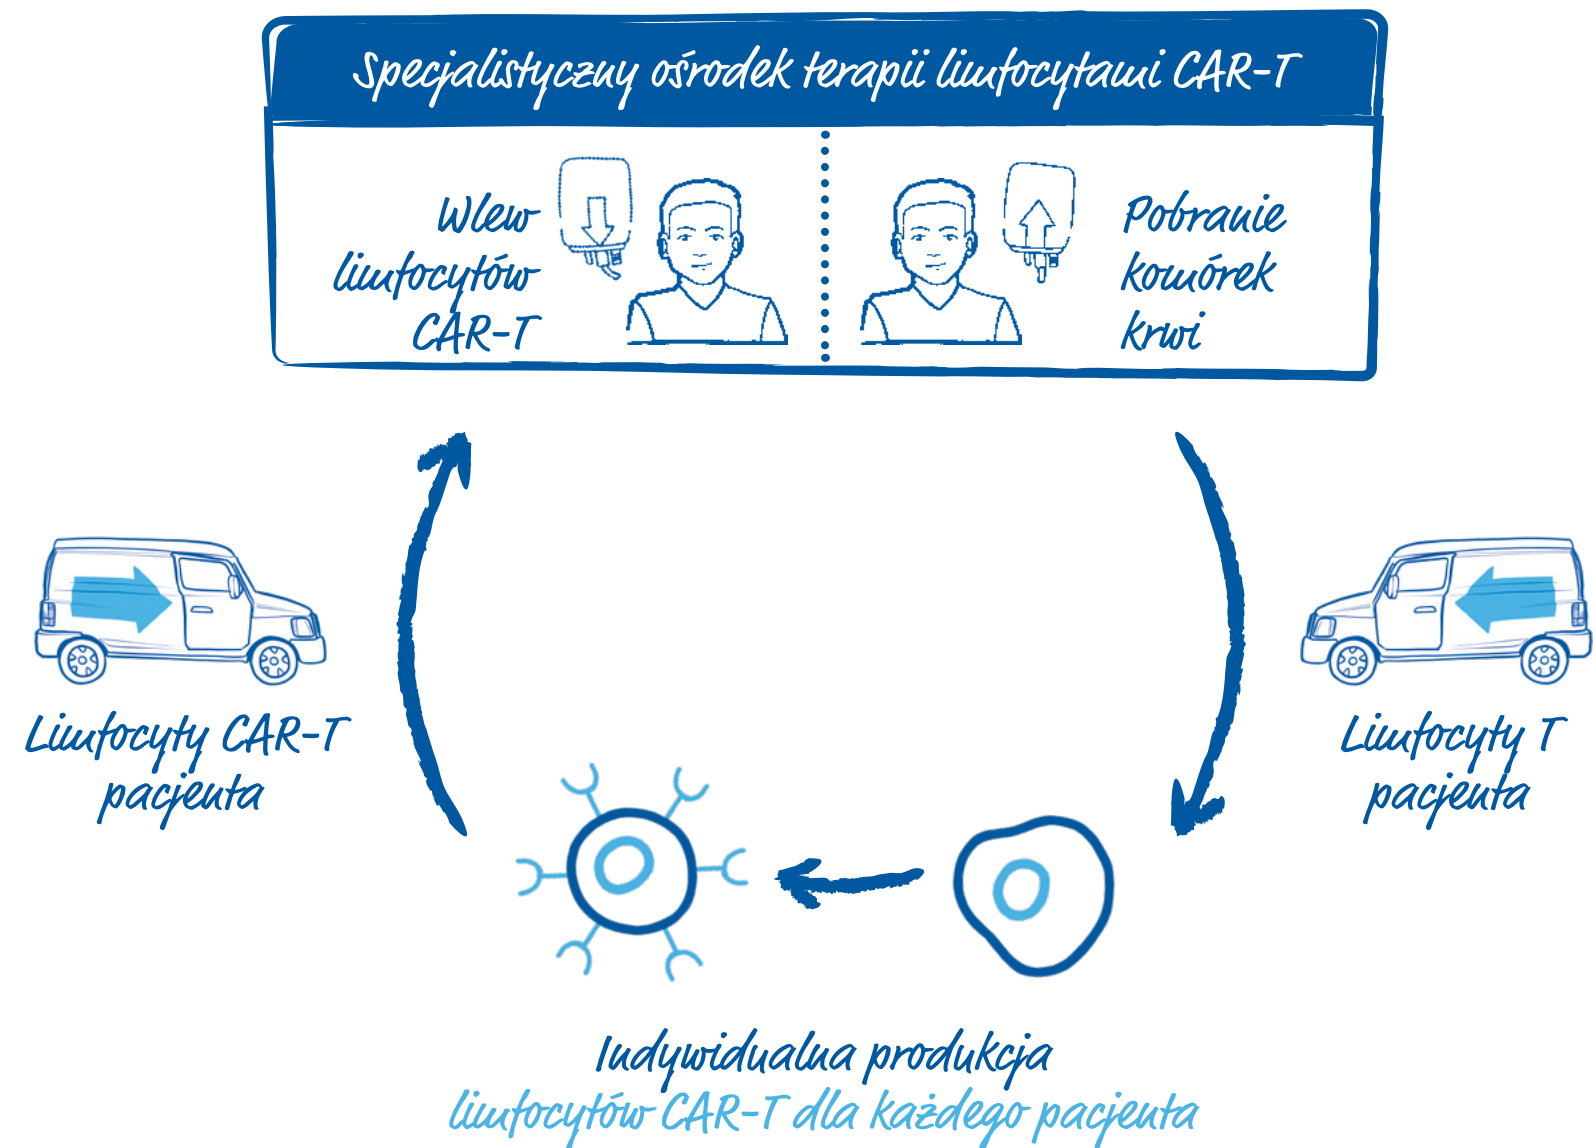 Specjalistyczny ośrodek terapii limfocytami CAR-T
Wlew
limfocytów
CAR-T
Pobranie
komórek
krwi
Limfocyty CAR-T
pacjenta
Limfocyty T
pacjenta
Indywidualna produkcja
limfocytów CAR-T dla każdego pacjenta